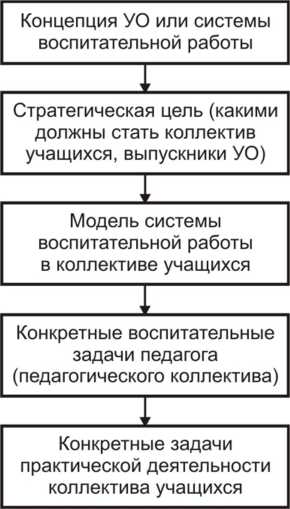 Концепция УО или системы
воспитательной работы
Стратегическая цель (какими
должны стать коллектив
учащихся, выпускники УО)
Модель системы
воспитательной работы
в коллективе учащихся
Конкретные воспитательные
задачи педагога
(педагогического коллектива)
Конкретные задачи
практической деятельности
коллектива учащихся